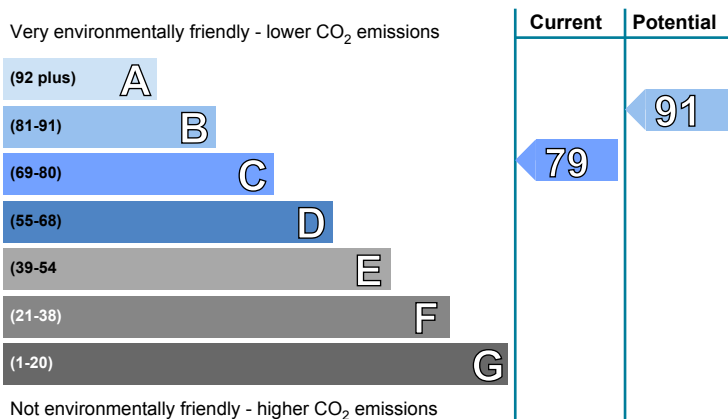 Current Potential
Very environmentally friendly - lower CO2 emissions
(92 plus) A
(81-91) B
91
(69-80) C
79
(55-68) D
(39-54 E
(21-38) F
(1-20) G
Not environmentally friendly - higher CO2 emissions